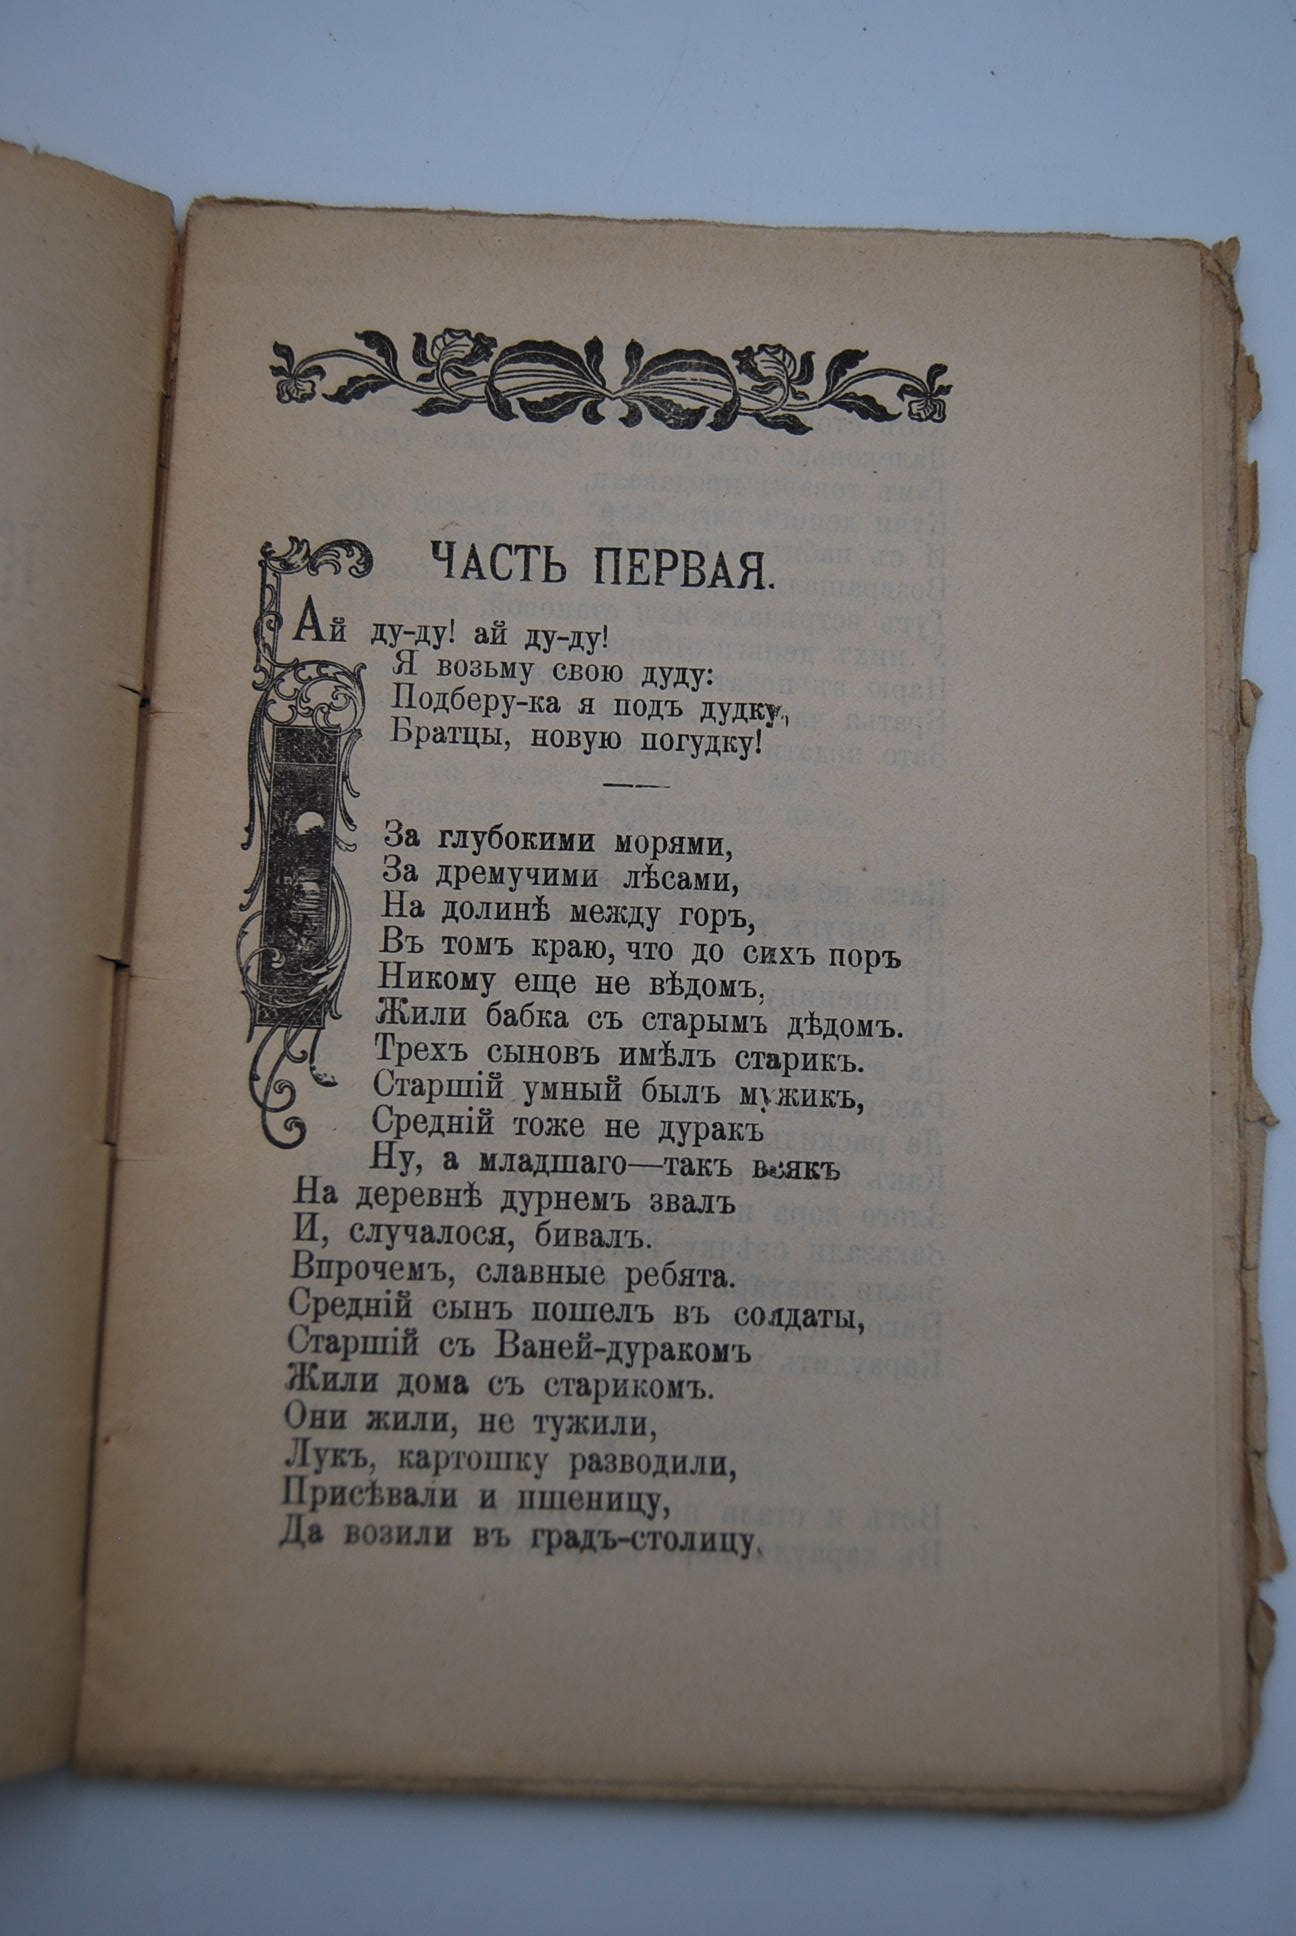 ЧАСТЬ ПЕРВАЯ.
Ай ду-ду! ай ду-ду!
Я возьму свою дуду:
Подберу-ка я подъ дудку,
Братцы, новую погудку!
За глубокими морями,
За дремучими лѣсами,
На долинѣ между горъ,
Въ томъ краю, что до сихъ поръ
Никому еще не вѣдомъ,
Жили бабка съ старымъ дѣдомъ.
Трехъ сыновъ имѣлъ старик.
Старшій умный былъ мужикъ,
Средній тоже не дуракъ
Ну, а младшаго—такъ всякъ
На деревнѣ дурнемъ звалъ
И, случалося, бивалъ.
Впрочемъ, славные ребята.
Средній сынъ пошелъ въ солдаты,
Старшій съ Ваней-дуракомъ
Жили дома съ старикомъ.
Они жили, не тужили,
Лукъ, картошку разводили,
Присѣвали и пшеницу,
Да возили въ градъ-столицу,